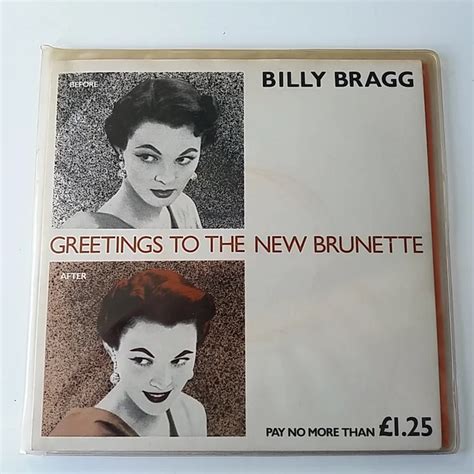 BILLY BRAGG
BEFORE
GREETINGS TO THE NEW BRUNETTE
AFTER
PAY NO MORE THAN £1.25